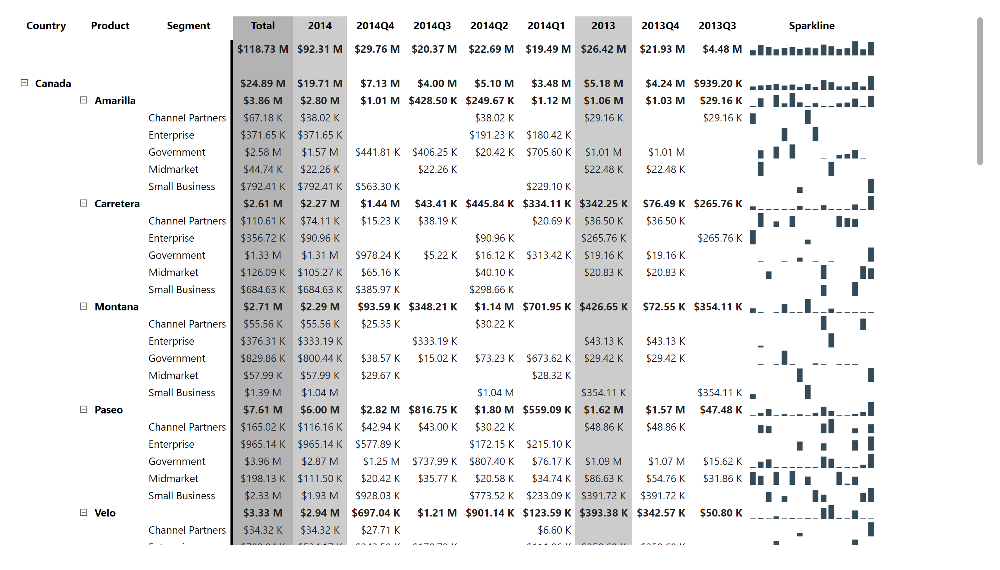 Country Product Segment Total 2014 2014Q4 2014Q3 2014Q2 2014Q1 2013 2013Q4 2013Q3 Sparkline
$118.73 M $92.31 M $29.76 M $20.37 M $22.69 M $19.49 M $26.42 M $21.93 M $4.48 M
Canada $24.89 M $19.71 M $7.13 M $4.00 M $5.10 M $3.48 M $5.18 M $4.24 M $939.20 K
Amarilla $3.86 M $2.80 M $1.01 M $428.50 K $249.67 K $1.12 M $1.06 M $1.03 M $29.16 K
Channel Partners $67.18 K $38.02 K $38.02 K $29.16 K $29.16 K
Enterprise $371.65 K $371.65 K $191.23 K $180.42 K
Government $2.58 M $1.57 M $441.81 K $406.25 K $20.42 K $705.60 K $1.01 M $1.01 M
Midmarket $44.74 K $22.26 K $22.26 K $22.48 K $22.48 K
Small Business $792.41 K $792.41 K $563.30 K $229.10 K
Carretera $2.61 M $2.27 M $1.44 M $43.41 K $445.84 K $334.11 K $342.25 K $76.49 K $265.76 K
Channel Partners $110.61 K $74.11 K $15.23 K $38.19 K $20.69 K $36.50 K $36.50 K
Enterprise $356.72 K $90.96 K $90.96 K $265.76 K $265.76 K
Government $1.33 M $1.31 M $978.24 K $5.22 K $16.12 K $313.42 K $19.16 K $19.16 K
Midmarket $126.09 K $105.27 K $65.16 K $40.10 K $20.83 K $20.83 K
Small Business $684.63 K $684.63 K $385.97 K $298.66 K
Montana $2.71 M $2.29 M $93.59 K $348.21 K $1.14 M $701.95 K $426.65 K $72.55 K $354.11 K
Channel Partners $55.56 K $55.56 K $25.35 K $30.22 K
Enterprise $376.31 K $333.19 K $333.19 K $43.13 K $43.13 K
Government $829.86 K $800.44 K $38.57 K $15.02 K $73.23 K $673.62 K $29.42 K $29.42 K
Midmarket $57.99 K $57.99 K $29.67 K $28.32 K
Small Business $1.39 M $1.04 M $1.04 M $354.11 K $354.11 K
Paseo $7.61 M $6.00 M $2.82 M $816.75 K $1.80 M $559.09 K $1.62 M $1.57 M $47.48 K
Channel Partners $165.02 K $116.16 K $42.94 K $43.00 K $30.22 K $48.86 K $48.86 K
Enterprise $965.14 K $965.14 K $577.89 K $172.15 K $215.10 K
Government $3.96 M $2.87 M $1.25 M $737.99 K $807.40 K $76.17 K $1.09 M $1.07 M $15.62 K
Midmarket $198.13 K $111.50 K $20.42 K $35.77 K $20.58 K $34.74 K $86.63 K $54.76 K $31.86 K
Small Business $2.33 M $1.93 M $928.03 K $773.52 K $233.09 K $391.72 K $391.72 K
Velo $3.33 M $2.94 M $697.04 K $1.21 M $901.14 K $123.59 K $393.38 K $342.57 K $50.80 K
Channel Partners $34.32 K $34.32 K $27.71 K $6.60 K